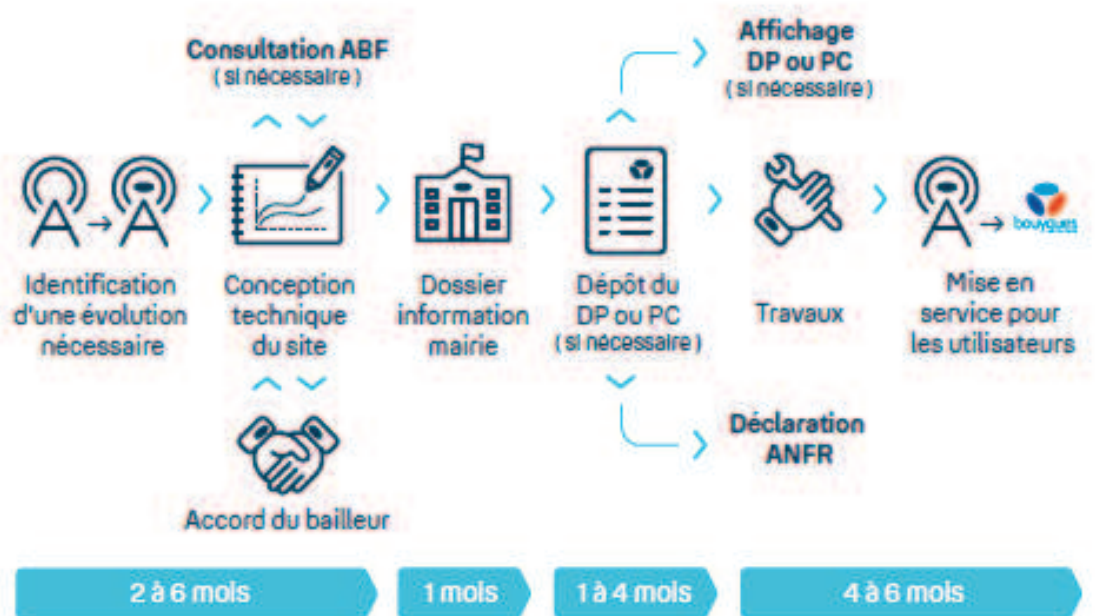 Consultation ABF
( si nécessaire )
Affichage
DP ou PC
( si nécessaire )
Identification
d'une évolution
nécessaire
Conception
technique
du site
Dossier
information
mairie
Dépôt du
DP ou PC
( si nécessaire )
Travaux
bouygues
Mise en
service pour
les utilisateurs
Accord du bailleur
Déclaration
ANFR
2 à 6 mois
1 mois
1 à 4 mois
4 à 6 mois